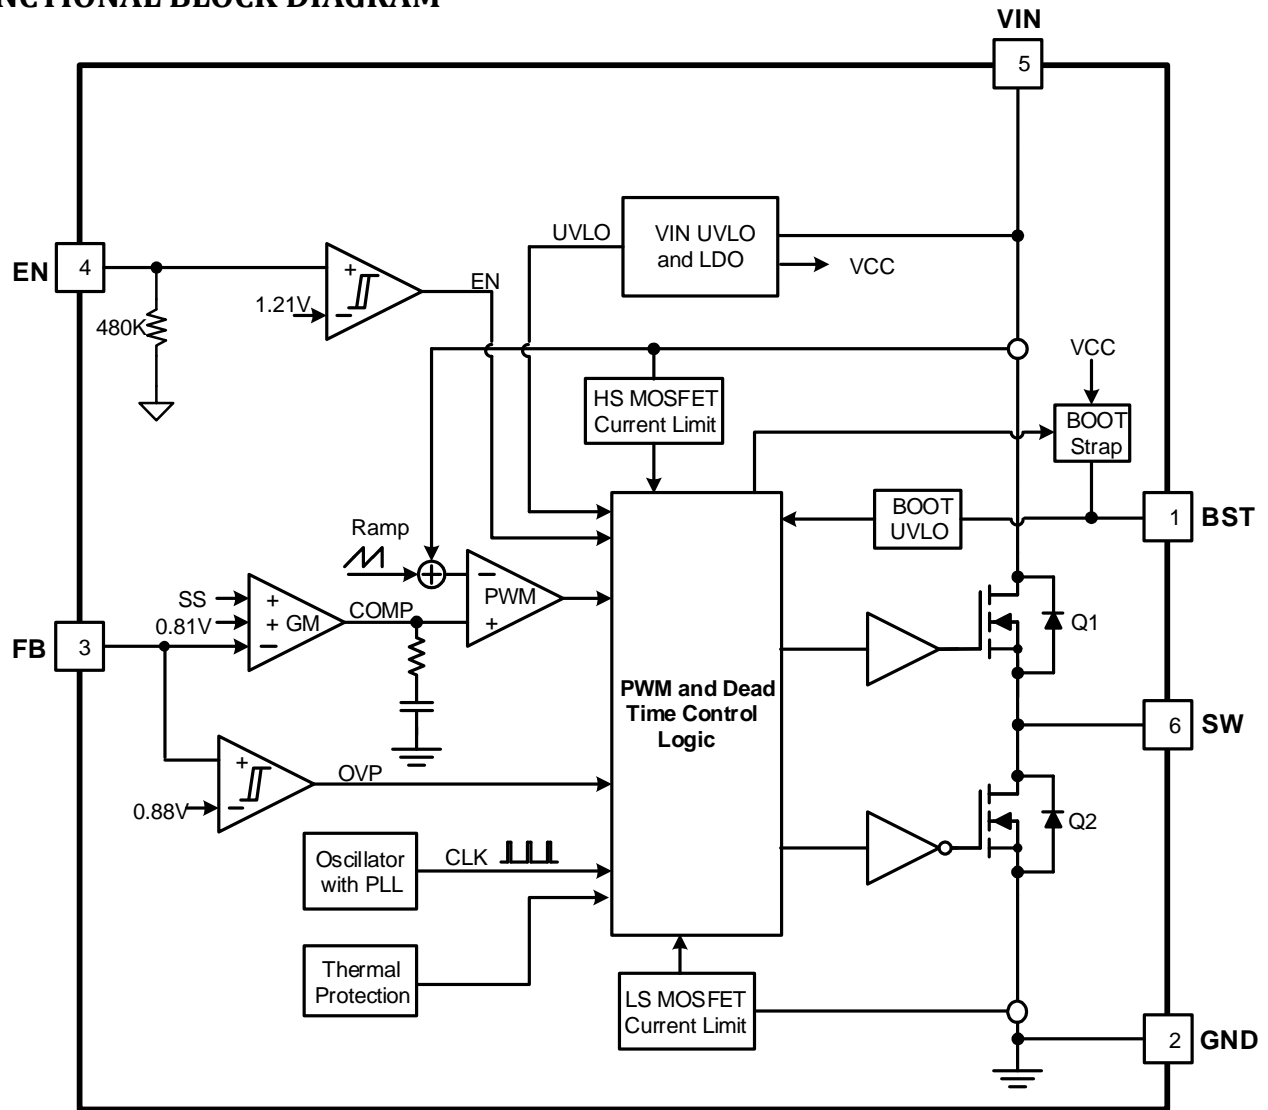 NCTIONAL BLOCK DIAGRAM
VIN
5
UVLO
VIN UVLO
and LDO
VCC
EN
4
+
EN
1.21V
−
480K
HS MOSFET
Current Limit
VCC
BOOT
Strap
BOOT
UVLO
1
BST
Ramp
+
−
PWM
+
SS
+
0.81V
+ GM
COMP
−
FB
3
Q1
PWM and Dead
Time Control
Logic
6
SW
+
OVP
0.88V
−
Q2
Oscillator
with PLL
CLK
Thermal
Protection
LS MOSFET
Current Limit
2
GND